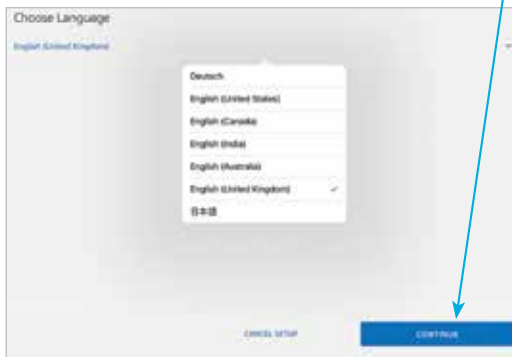 Choose Language
English (United Kingdom)
Deutsch
English (United States)
English (Canada)
English (India)
English (Australia)
English (United Kingdom)
日本語
CANCEL SETUP
CONTINUE